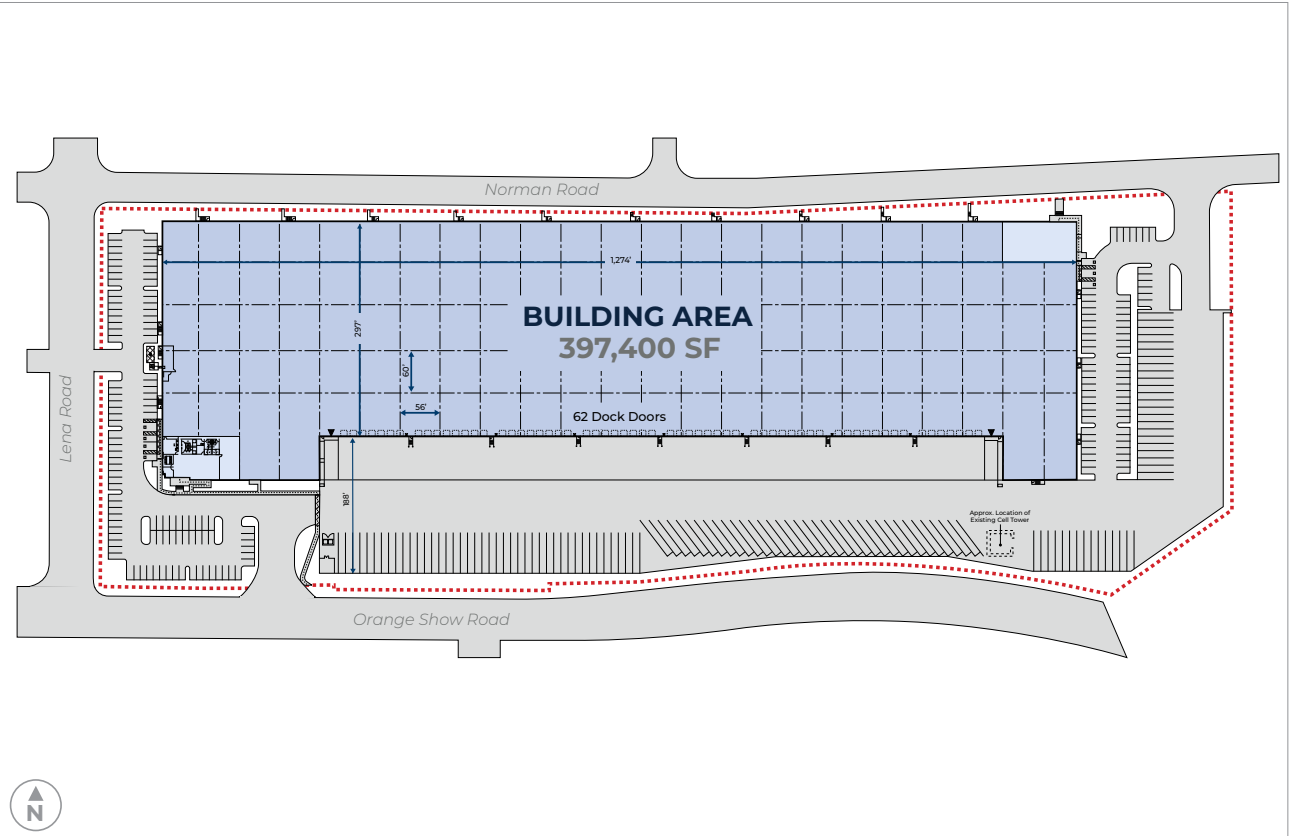 Norman Road
1,274'
BUILDING AREA
397,400 SF
297'
60'
56'
62 Dock Doors
Lena Road
188'
Approx. Location of
Existing Cell Tower
Orange Show Road
N